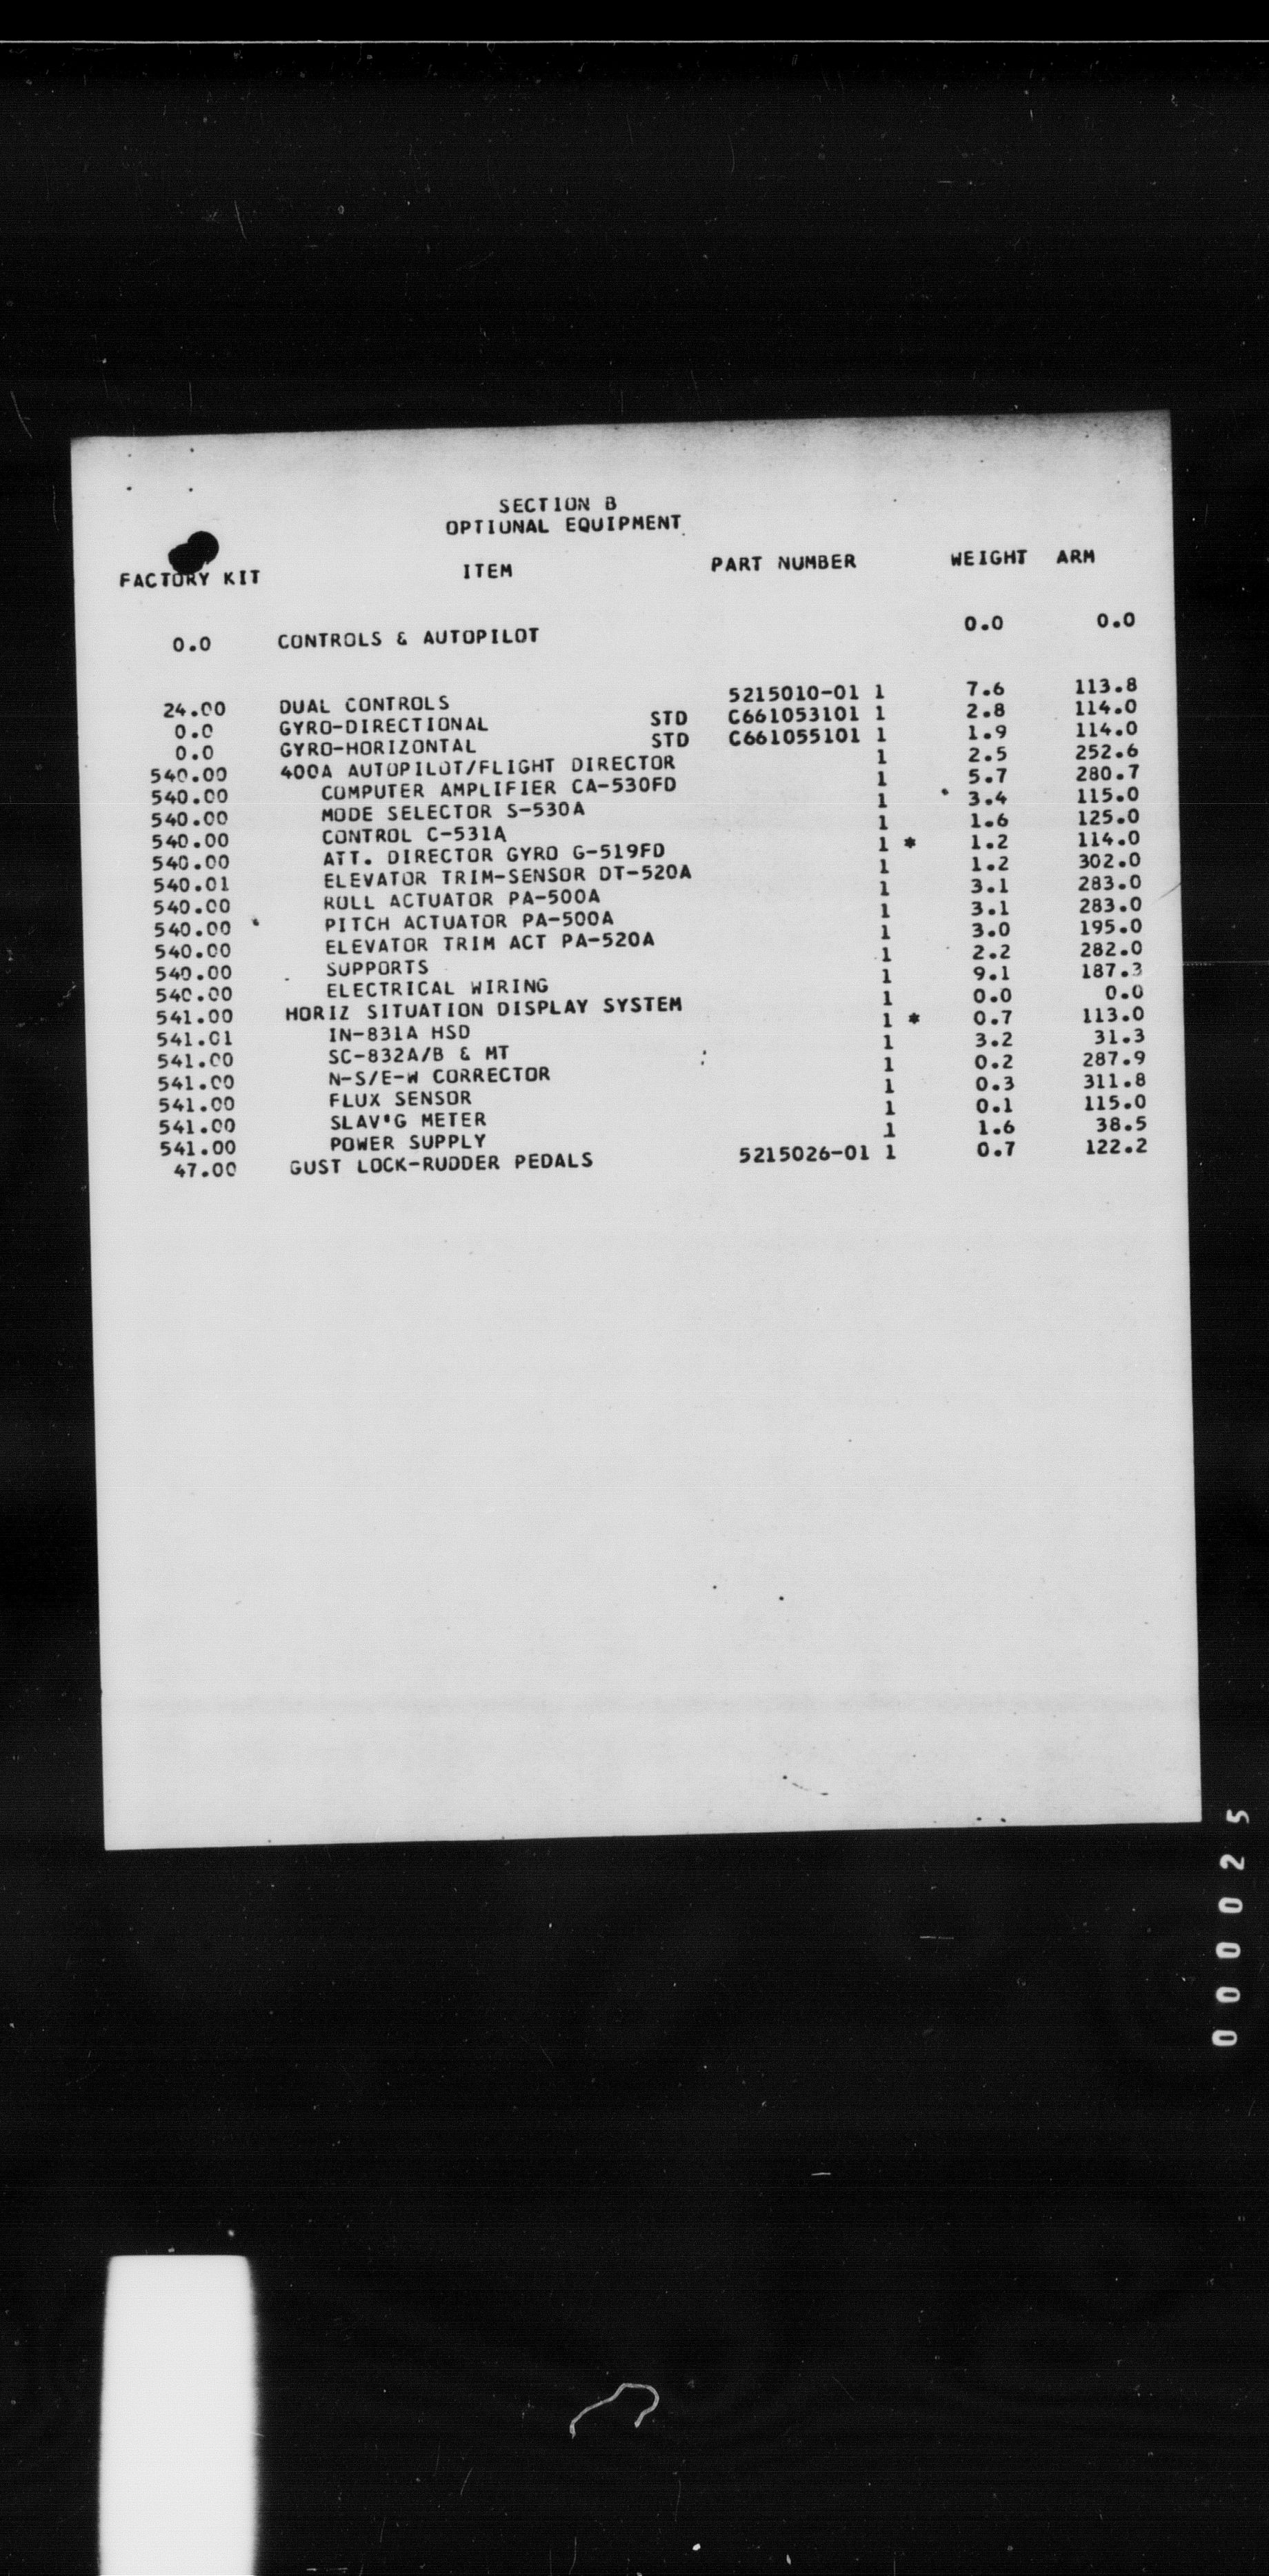 SECTION B
OPTIONAL EQUIPMENT
FACTORY KIT ITEM PART NUMBER WEIGHT ARM
0.0 CONTROLS & AUTOPILOT 0.0 0.0
24.00 DUAL CONTROLS 5215010-01 1 7.6 113.8
0.0 GYRO-DIRECTIONAL STD C661053101 1 2.8 114.0
0.0 GYRO-HORIZONTAL STD C661055101 1 1.9 114.0
540.00 400A AUTOPILOT/FLIGHT DIRECTOR 1 2.5 252.6
540.00 COMPUTER AMPLIFIER CA-530FD 1 5.7 280.7
540.00 MODE SELECTOR S-530A 1 3.4 115.0
540.00 CONTROL C-531A 1 1.6 125.0
540.00 ATT. DIRECTOR GYRO G-519FD 1 * 1.2 114.0
540.01 ELEVATOR TRIM-SENSOR DT-520A 1 1.2 302.0
540.00 ROLL ACTUATOR PA-500A 1 3.1 283.0
540.00 PITCH ACTUATOR PA-500A 1 3.1 283.0
540.00 ELEVATOR TRIM ACT PA-520A 1 3.0 195.0
540.00 SUPPORTS 1 2.2 282.0
540.00 ELECTRICAL WIRING 1 9.1 187.3
541.00 HORIZ SITUATION DISPLAY SYSTEM 1 0.0 0.0
541.01 IN-831A HSD 1 * 0.7 113.0
541.00 SC-832A/B & MT 1 3.2 31.3
541.00 N-S/E-W CORRECTOR 1 0.2 287.9
541.00 FLUX SENSOR 1 0.3 311.8
541.00 SLAV'G METER 1 0.1 115.0
541.00 POWER SUPPLY 1 1.6 38.5
47.00 GUST LOCK-RUDDER PEDALS 5215026-01 1 0.7 122.2
000025